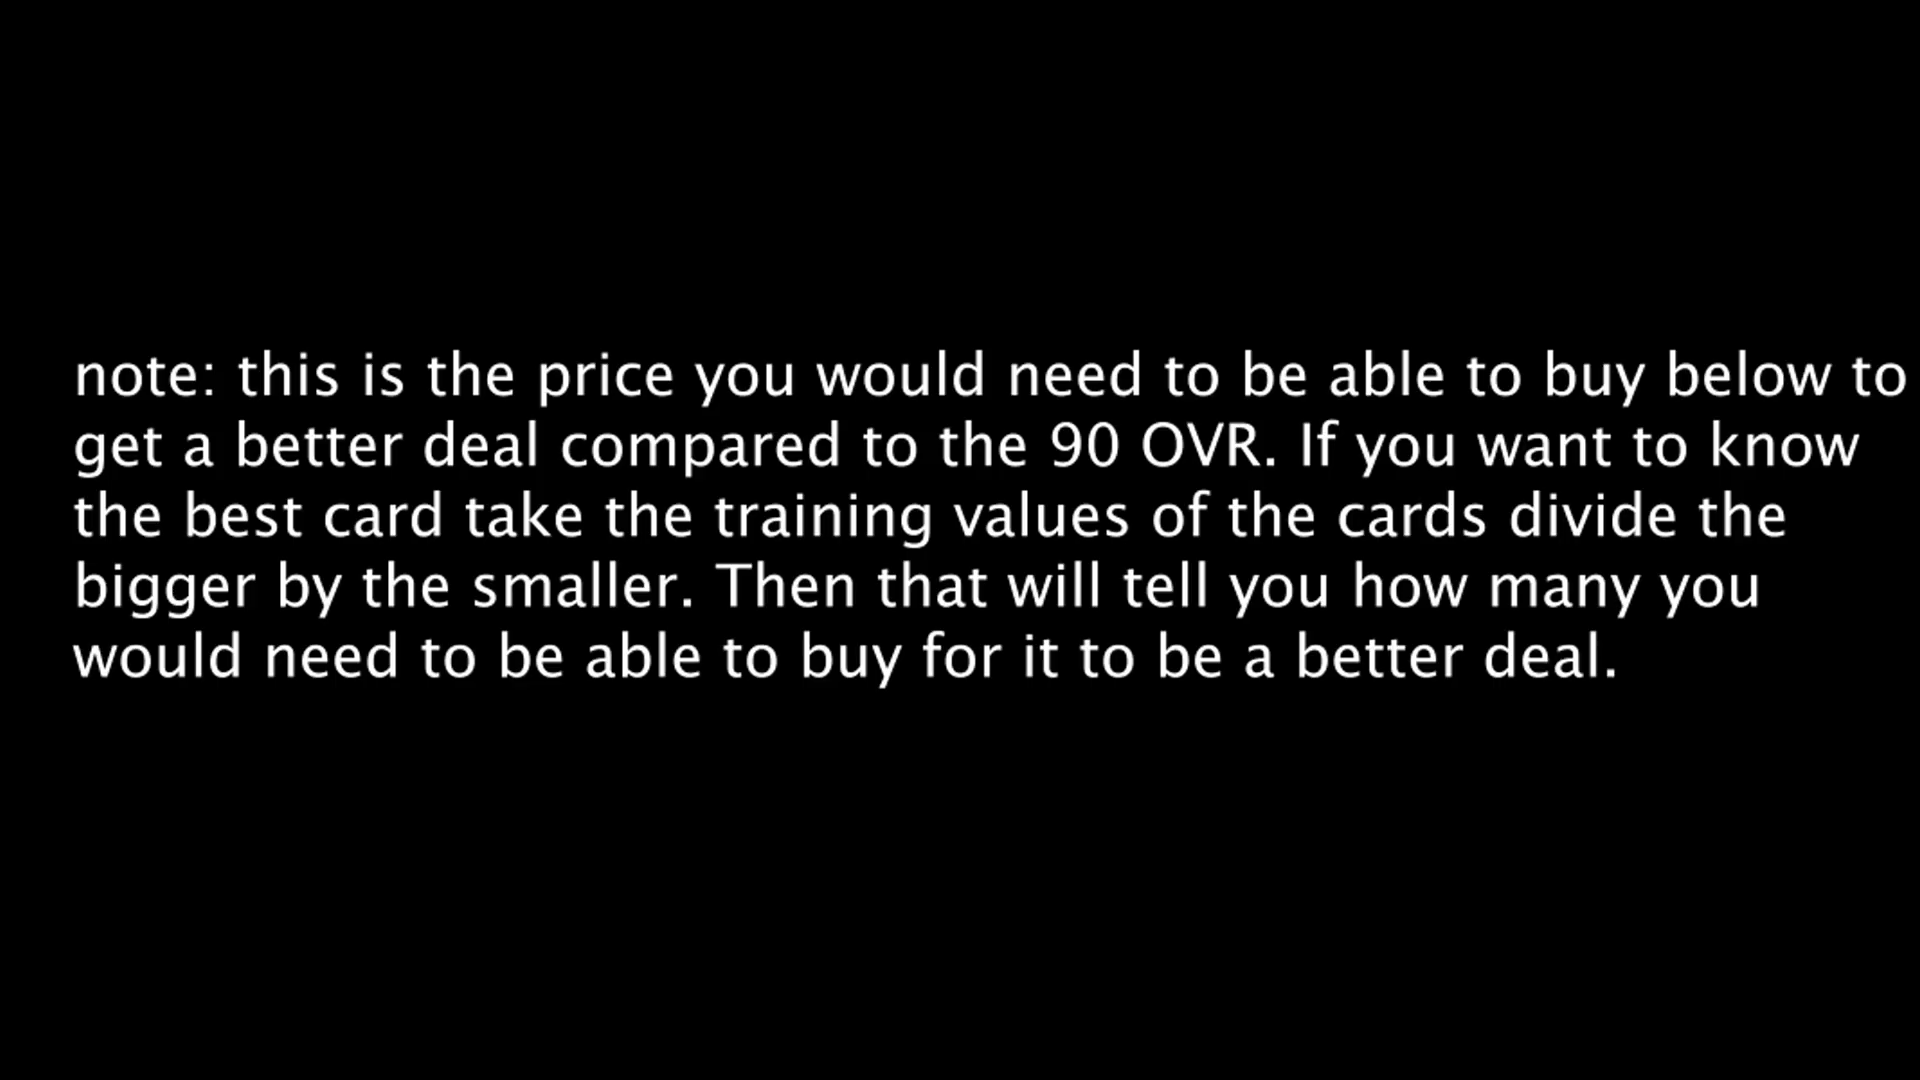 note: this is the price you would need to be able to buy below to
get a better deal compared to the 90 OVR. If you want to know
the best card take the training values of the cards divide the
bigger by the smaller. Then that will tell you how many you
would need to be able to buy for it to be a better deal.